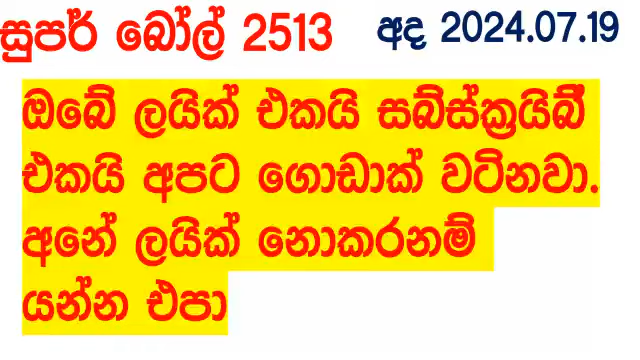 සුපර් බෝල් 2513 අද 2024.07.19
ඔබේ ලයික් එකයි සබ්ස්ක්‍රයිබ්
එකයි අපට ගොඩාක් වටිනවා.
අනේ ලයික් නොකරනම්
යන්න එපා